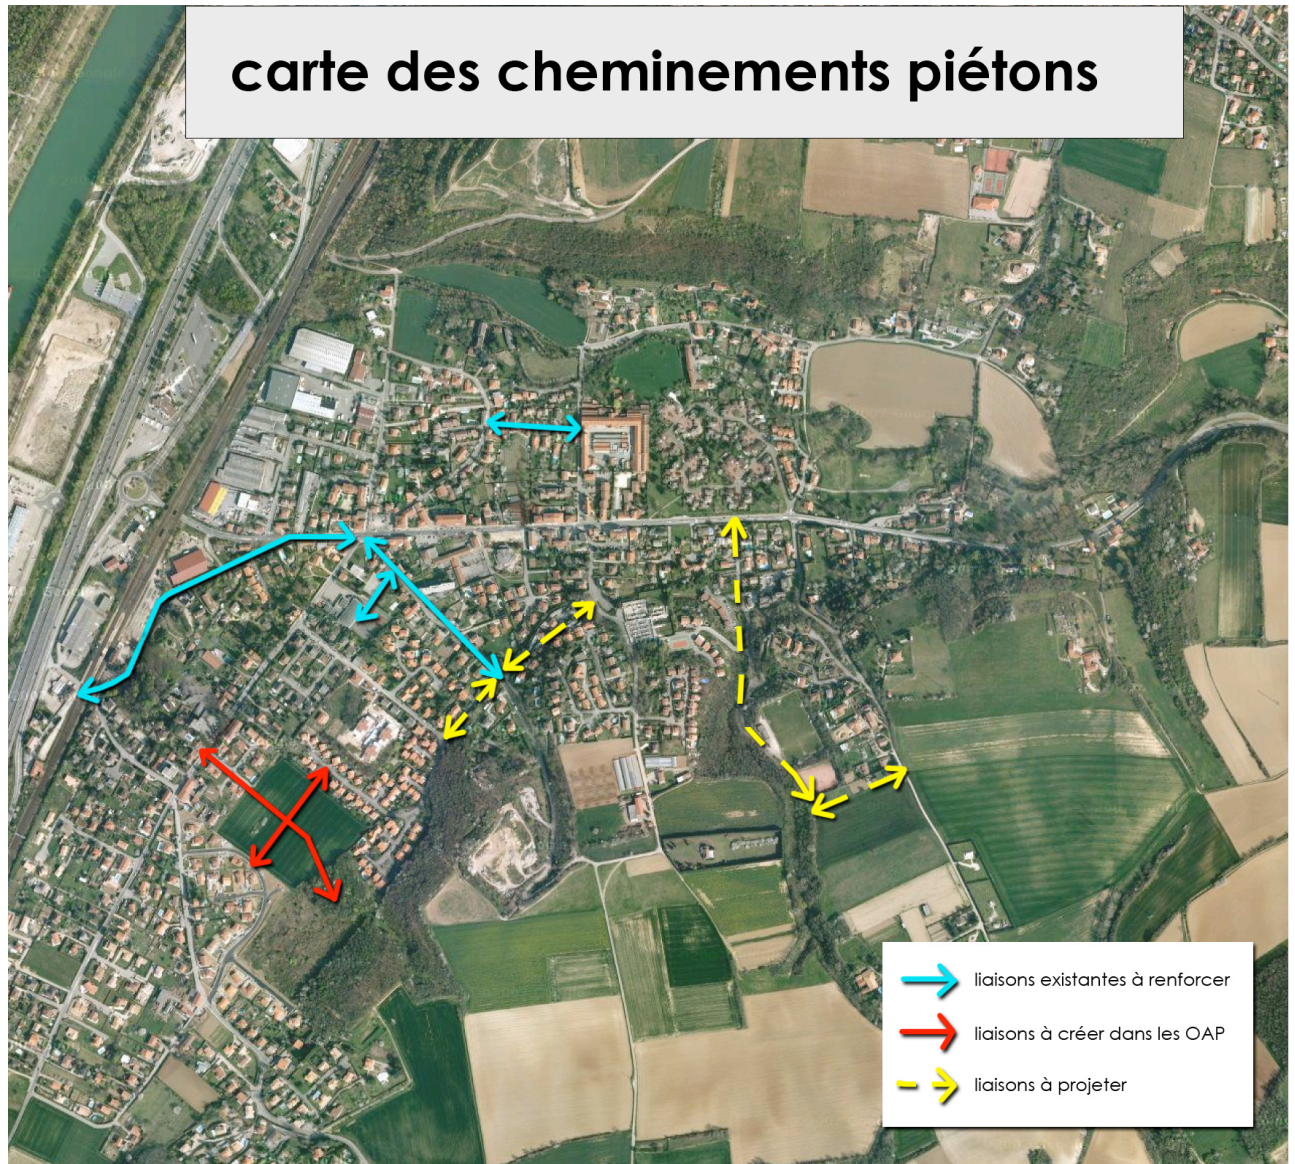 carte des cheminements piétons
liaisons existantes à renforcer
liaisons à créer dans les OAP
liaisons à projeter